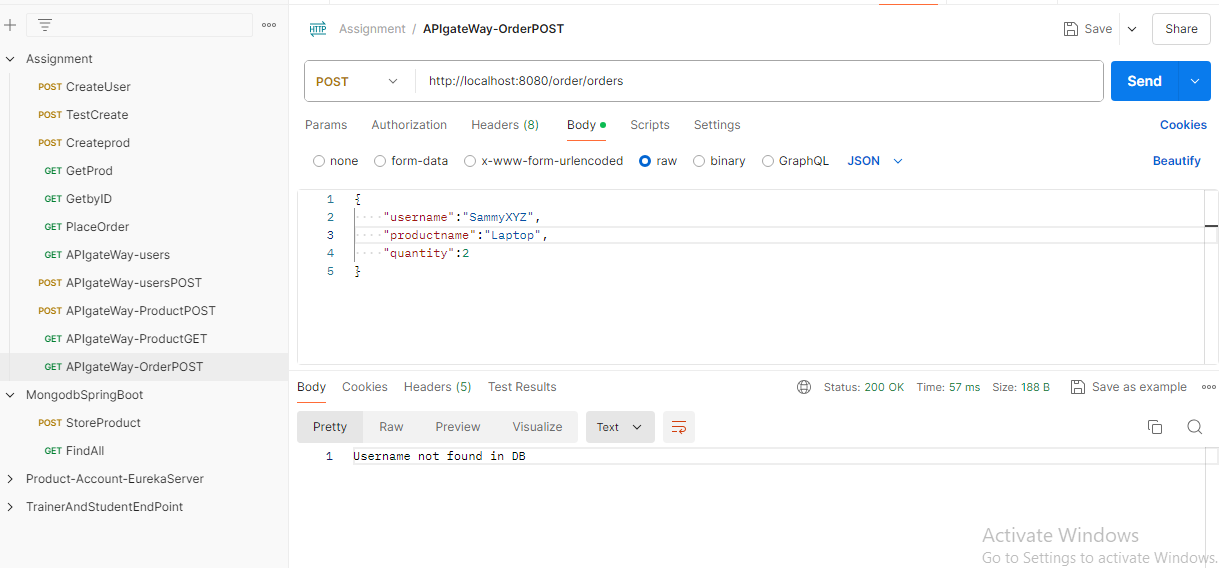 HTTP Assignment / APIgateWay-OrderPOST Save Share
Assignment
POST CreateUser
POST TestCreate
POST Createprod
GET GetProd
GET GetbyID
GET PlaceOrder
GET APIgateWay-users
POST APIgateWay-usersPOST
POST APIgateWay-ProductPOST
GET APIgateWay-ProductGET
GET APIgateWay-OrderPOST
MongodbSpringBoot
POST StoreProduct
GET FindAll
Product-Account-EurekaServer
TrainerAndStudentEndPoint
POST http://localhost:8080/order/orders Send
Params Authorization Headers (8) Body Scripts Settings Cookies
none form-data x-www-form-urlencoded raw binary GraphQL JSON Beautify
1 {
2 "username":"SammyXYZ",
3 "productname":"Laptop",
4 "quantity":2
5 }
Body Cookies Headers (5) Test Results Status: 200 OK Time: 57 ms Size: 188 B Save as example
Pretty Raw Preview Visualize Text
1 Username not found in DB
Activate Windows
Go to Settings to activate Windows.